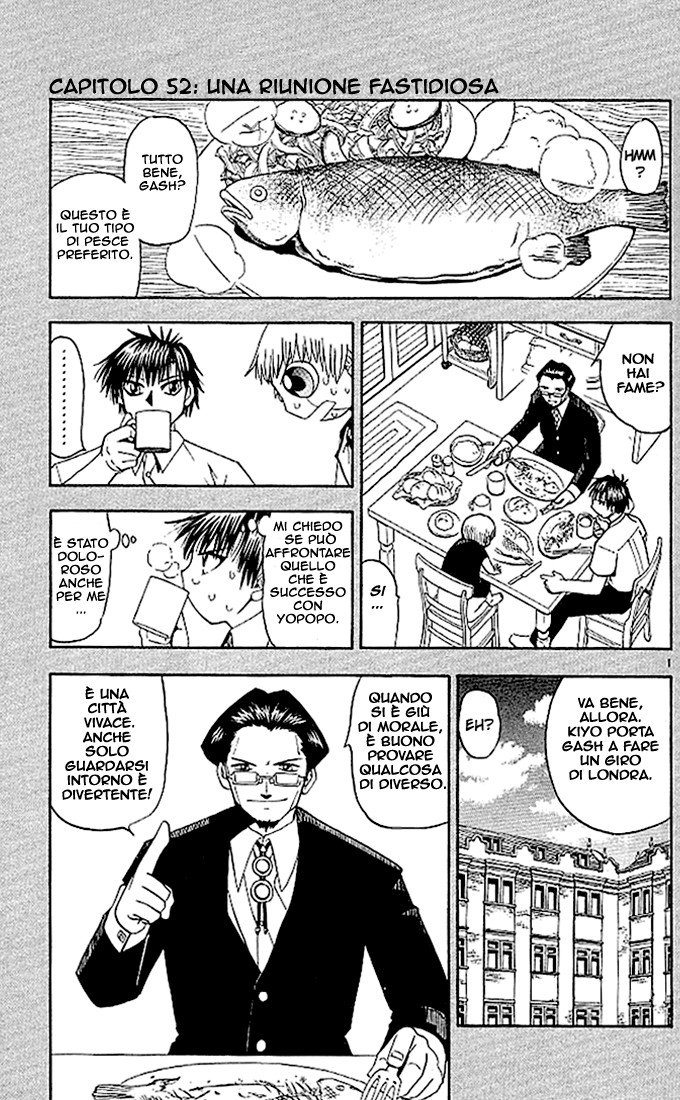 CAPITOLO 52: UNA RIUNIONE FASTIDIOSA
HMM
?
TUTTO
BENE,
GASH?
QUESTO È
IL TUO TIPO
DI PESCE
PREFERITO.
NON
HAI
FAME?
SI
...
.......
MI CHIEDO
SE PUÒ
AFFRONTARE
QUELLO
CHE È
SUCCESSO
CON
YOPOPO.
È STATO
DOLO-
ROSO
ANCHE
PER ME
...
1
VA BENE,
ALLORA.
KIYO PORTA
GASH A FARE
UN GIRO
DI LONDRA.
EH?
QUANDO
SI È GIÙ
DI MORALE,
È BUONO
PROVARE
QUALCOSA
DI DIVERSO.
È UNA
CITTÀ
VIVACE.
ANCHE
SOLO
GUARDARSI
INTORNO È
DIVERTENTE!